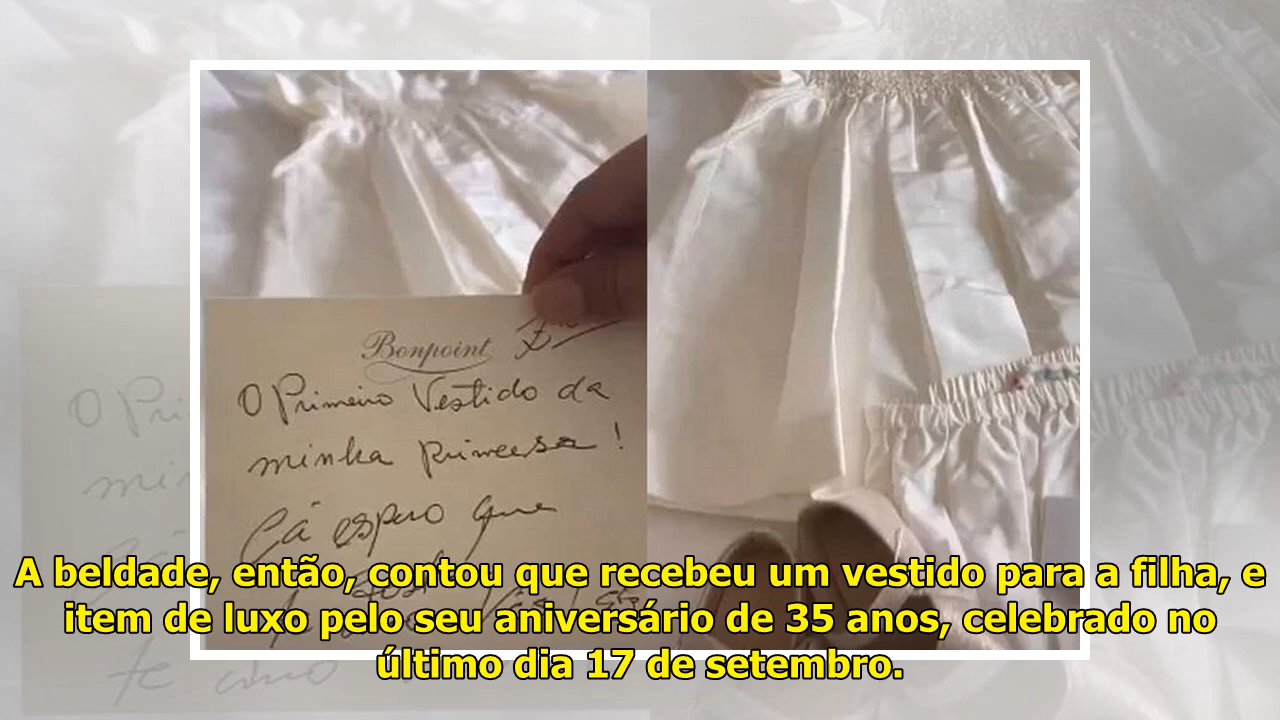 Bonpoint
O Primeiro Vestido da
minha princesa!
Cá espero que
A beldade, então, contou que recebeu um vestido para a filha, e
item de luxo pelo seu aniversário de 35 anos, celebrado no
último dia 17 de setembro.